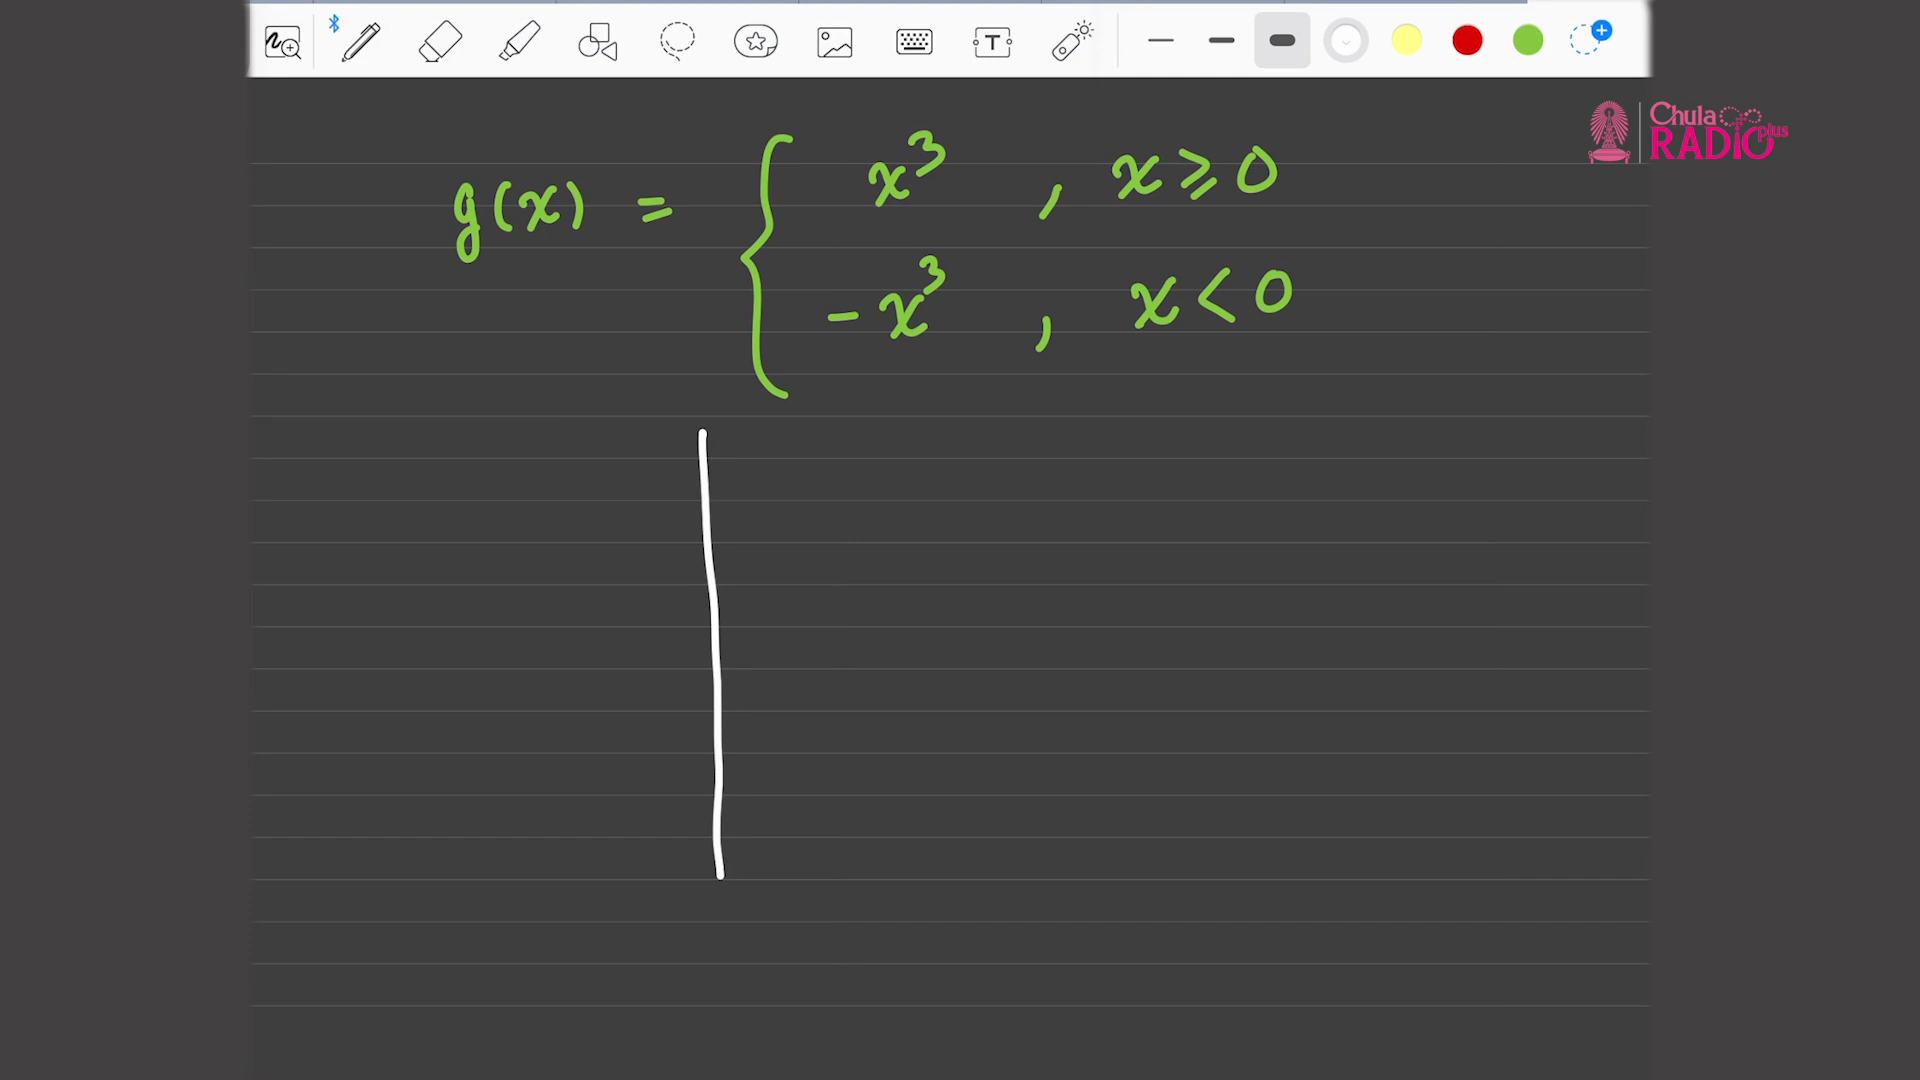 g(x) = { x³ , x ⩾ 0
-x³ , x < 0
Chula
RADIO plus
T